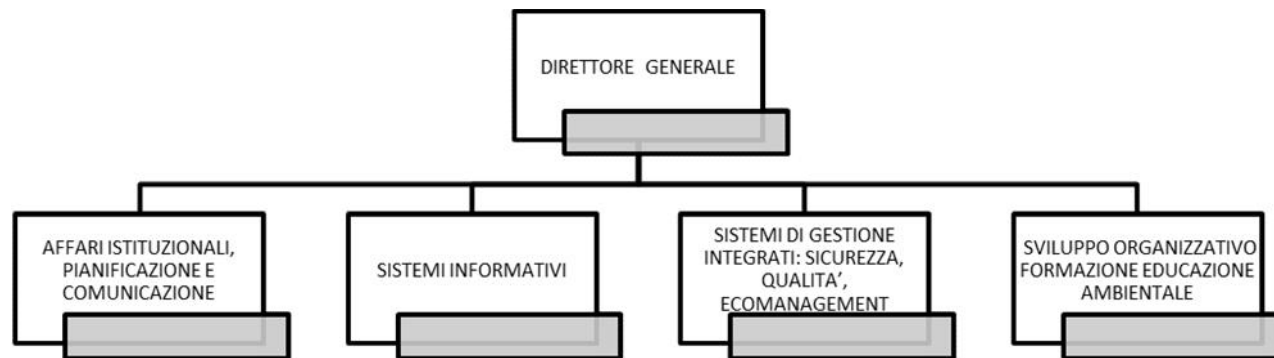 DIRETTORE GENERALE
AFFARI ISTITUZIONALI,
PIANIFICAZIONE E
COMUNICAZIONE
SISTEMI INFORMATIVI
SISTEMI DI GESTIONE
INTEGRATI: SICUREZZA,
QUALITA’,
ECOMANAGEMENT
SVILUPPO ORGANIZZATIVO
FORMAZIONE EDUCAZIONE
AMBIENTALE